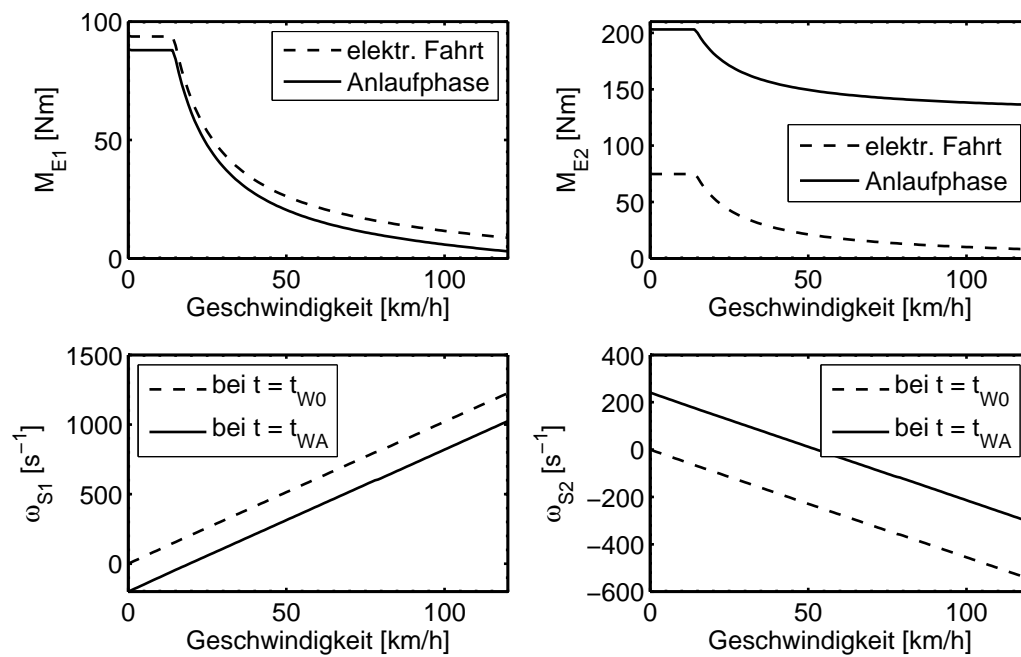 100
50
0
M_E1 [Nm]
elektr. Fahrt
Anlaufphase
0 50 100
Geschwindigkeit [km/h]
200
150
100
50
0
M_E2 [Nm]
elektr. Fahrt
Anlaufphase
0 50 100
Geschwindigkeit [km/h]
1500
1000
500
0
ω_S1 [s⁻¹]
bei t = t_W0
bei t = t_WA
0 50 100
Geschwindigkeit [km/h]
400
200
0
−200
−400
−600
ω_S2 [s⁻¹]
bei t = t_W0
bei t = t_WA
0 50 100
Geschwindigkeit [km/h]